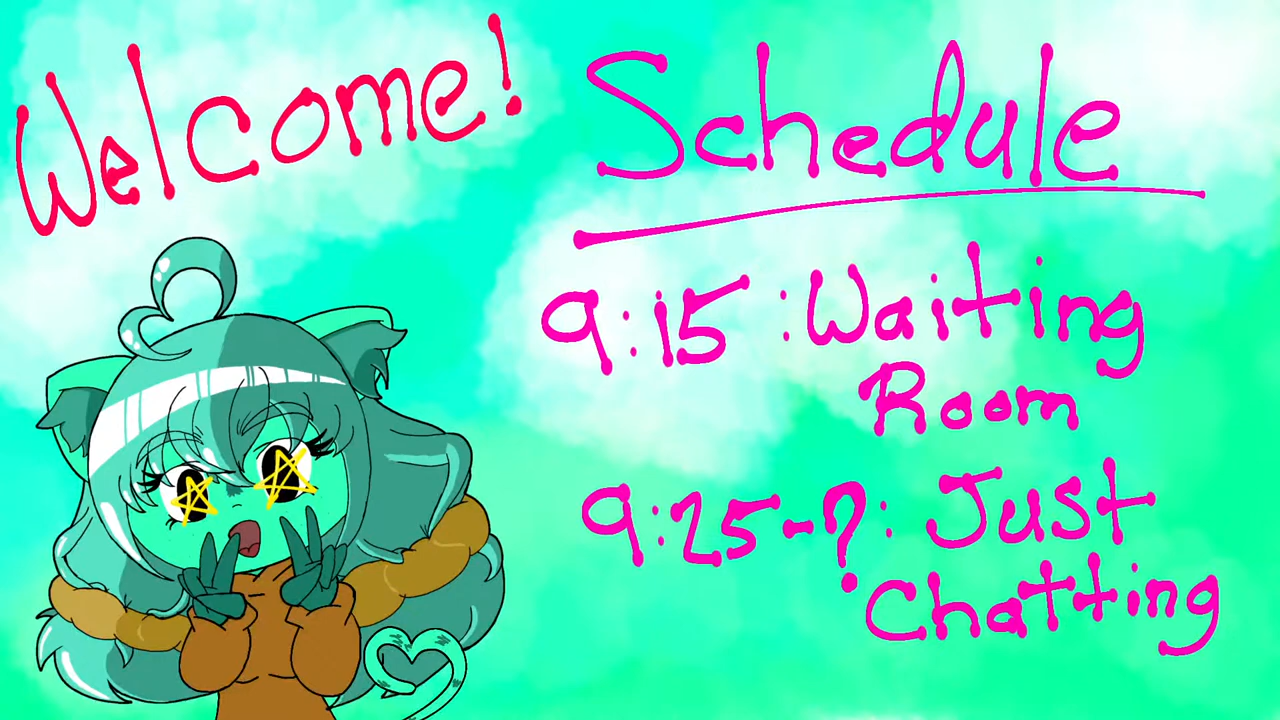 Welcome!
Schedule
9:15 : Waiting
Room
9:25-?: Just
Chatting